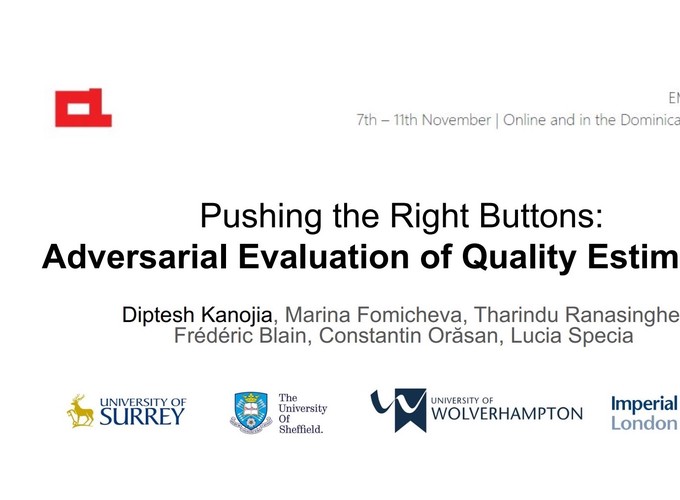 EM
7th – 11th November | Online and in the Dominica
Pushing the Right Buttons:
Adversarial Evaluation of Quality Estim
Diptesh Kanojia, Marina Fomicheva, Tharindu Ranasinghe
Frédéric Blain, Constantin Orăsan, Lucia Specia
UNIVERSITY OF
SURREY
The
University
Of
Sheffield.
UNIVERSITY OF
WOLVERHAMPTON
Imperial
London